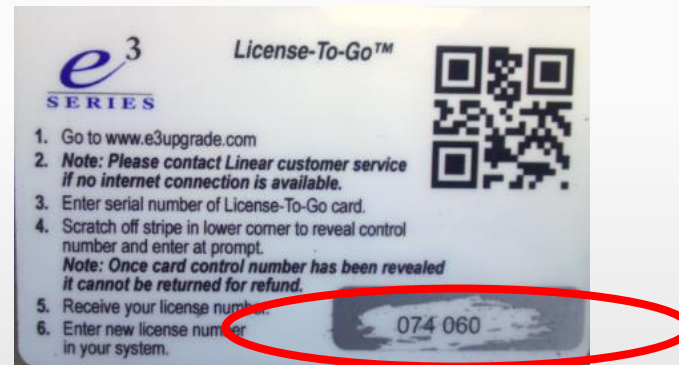 e3
SERIES
License-To-Go™
1. Go to www.e3upgrade.com
2. Note: Please contact Linear customer service
if no internet connection is available.
3. Enter serial number of License-To-Go card.
4. Scratch off stripe in lower corner to reveal control
number and enter at prompt.
Note: Once card control number has been revealed
it cannot be returned for refund.
5. Receive your license number.
6. Enter new license number
in your system.
074 060